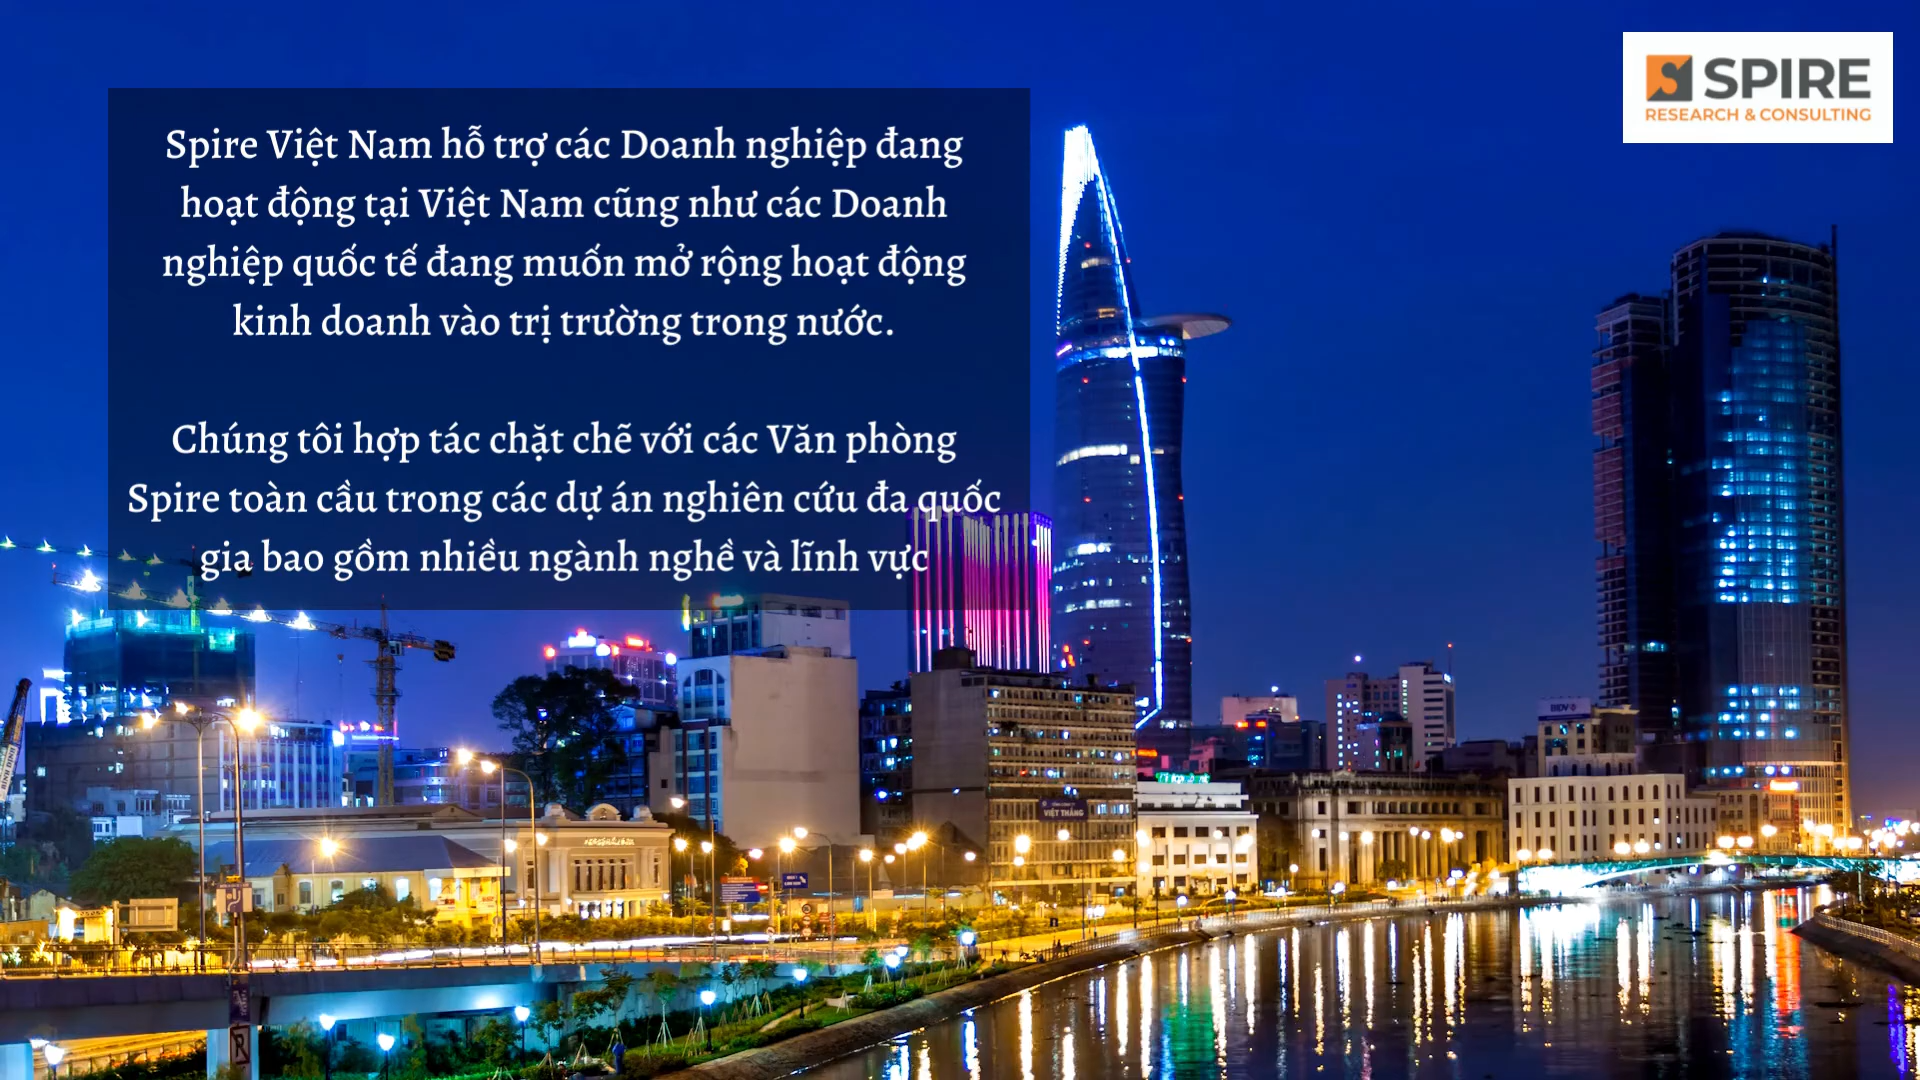 SPIRE
RESEARCH & CONSULTING
Spire Việt Nam hỗ trợ các Doanh nghiệp đang
hoạt động tại Việt Nam cũng như các Doanh
nghiệp quốc tế đang muốn mở rộng hoạt động
kinh doanh vào trị trường trong nước.
Chúng tôi hợp tác chặt chẽ với các Văn phòng
Spire toàn cầu trong các dự án nghiên cứu đa quốc
gia bao gồm nhiều ngành nghề và lĩnh vực
BIDV
VIỆT THẮNG